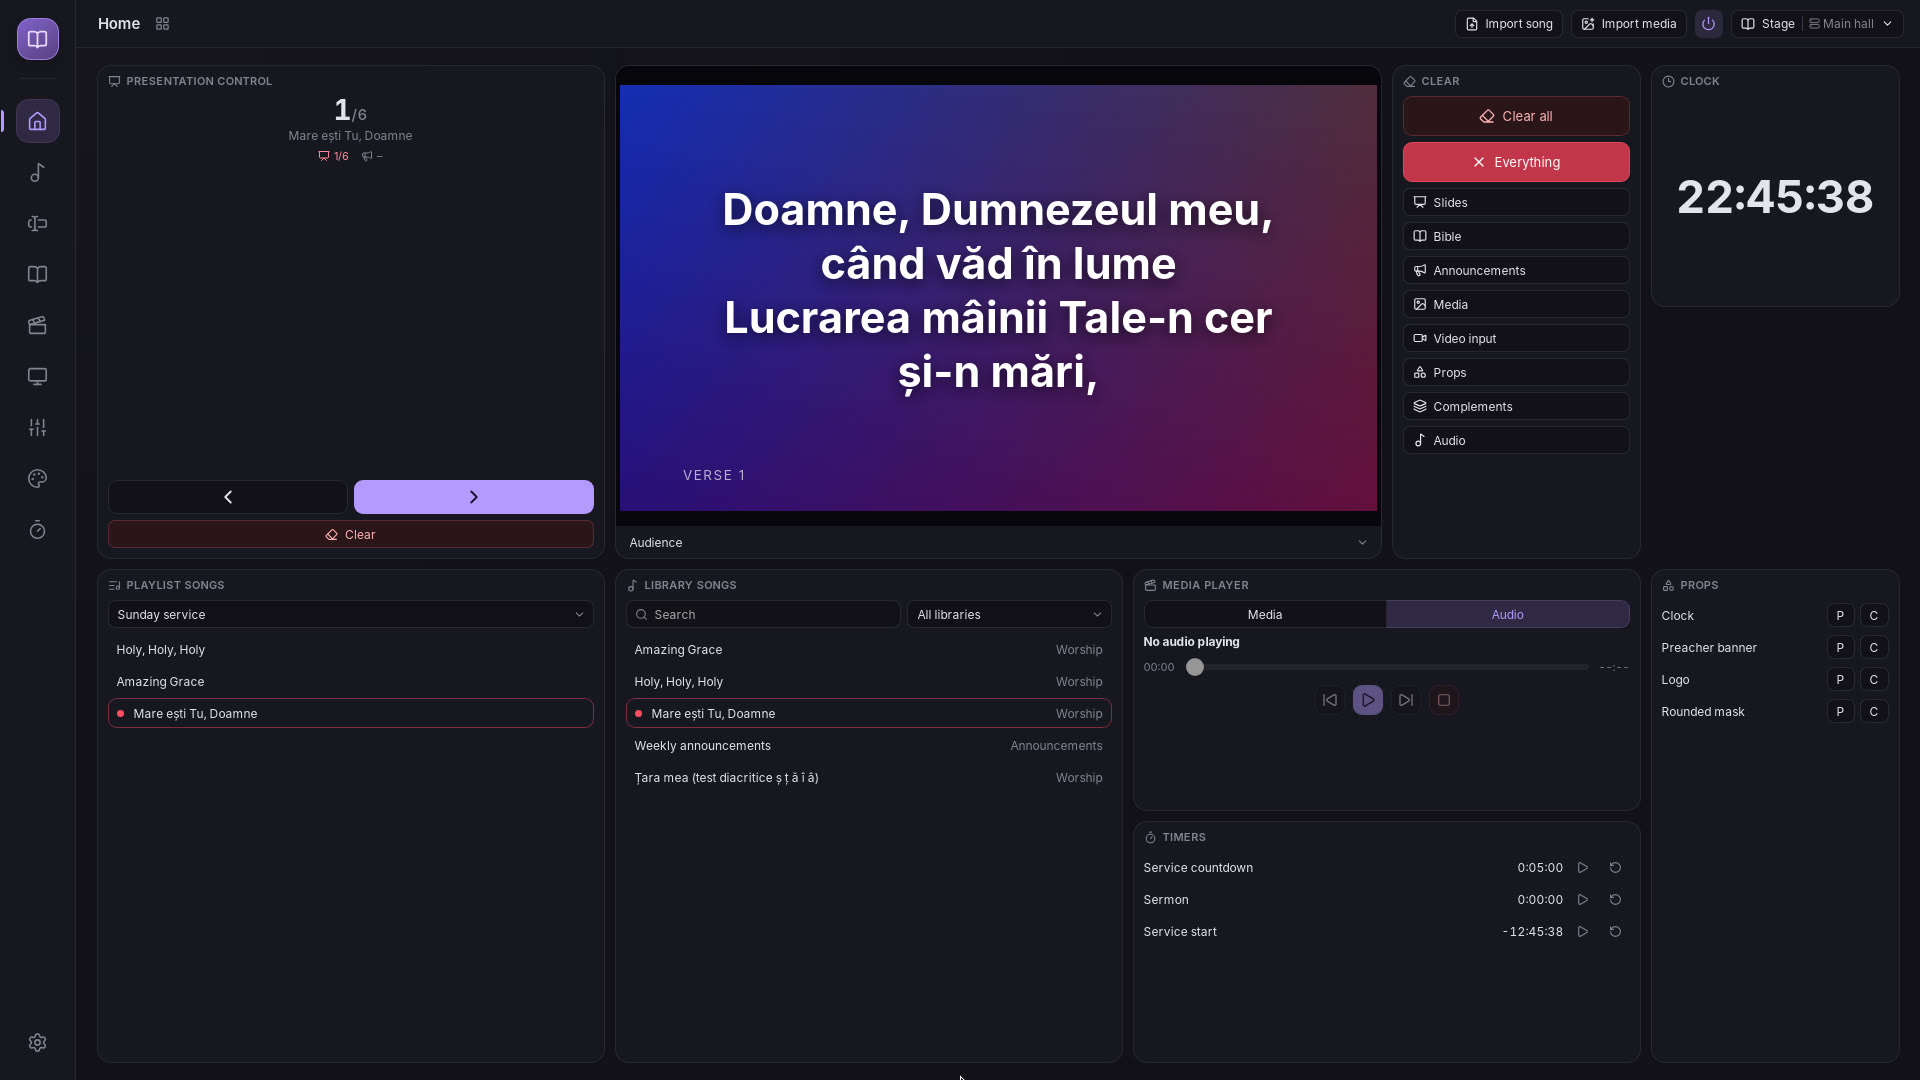 Home
Import song
Import media
Stage
Main hall
PRESENTATION CONTROL
1/6
Mare ești Tu, Doamne
1/6
–
Clear
Doamne, Dumnezeul meu,
când văd în lume
Lucrarea mâinii Tale-n cer
și-n mări,
VERSE 1
Audience
CLEAR
Clear all
Everything
Slides
Bible
Announcements
Media
Video input
Props
Complements
Audio
CLOCK
22:45:38
PLAYLIST SONGS
Sunday service
Holy, Holy, Holy
Amazing Grace
Mare ești Tu, Doamne
LIBRARY SONGS
Search
All libraries
Amazing Grace Worship
Holy, Holy, Holy Worship
Mare ești Tu, Doamne Worship
Weekly announcements Announcements
Țara mea (test diacritice ș ț ă î â) Worship
MEDIA PLAYER
Media
Audio
No audio playing
00:00
--:--
TIMERS
Service countdown 0:05:00
Sermon 0:00:00
Service start -12:45:38
PROPS
Clock P C
Preacher banner P C
Logo P C
Rounded mask P C